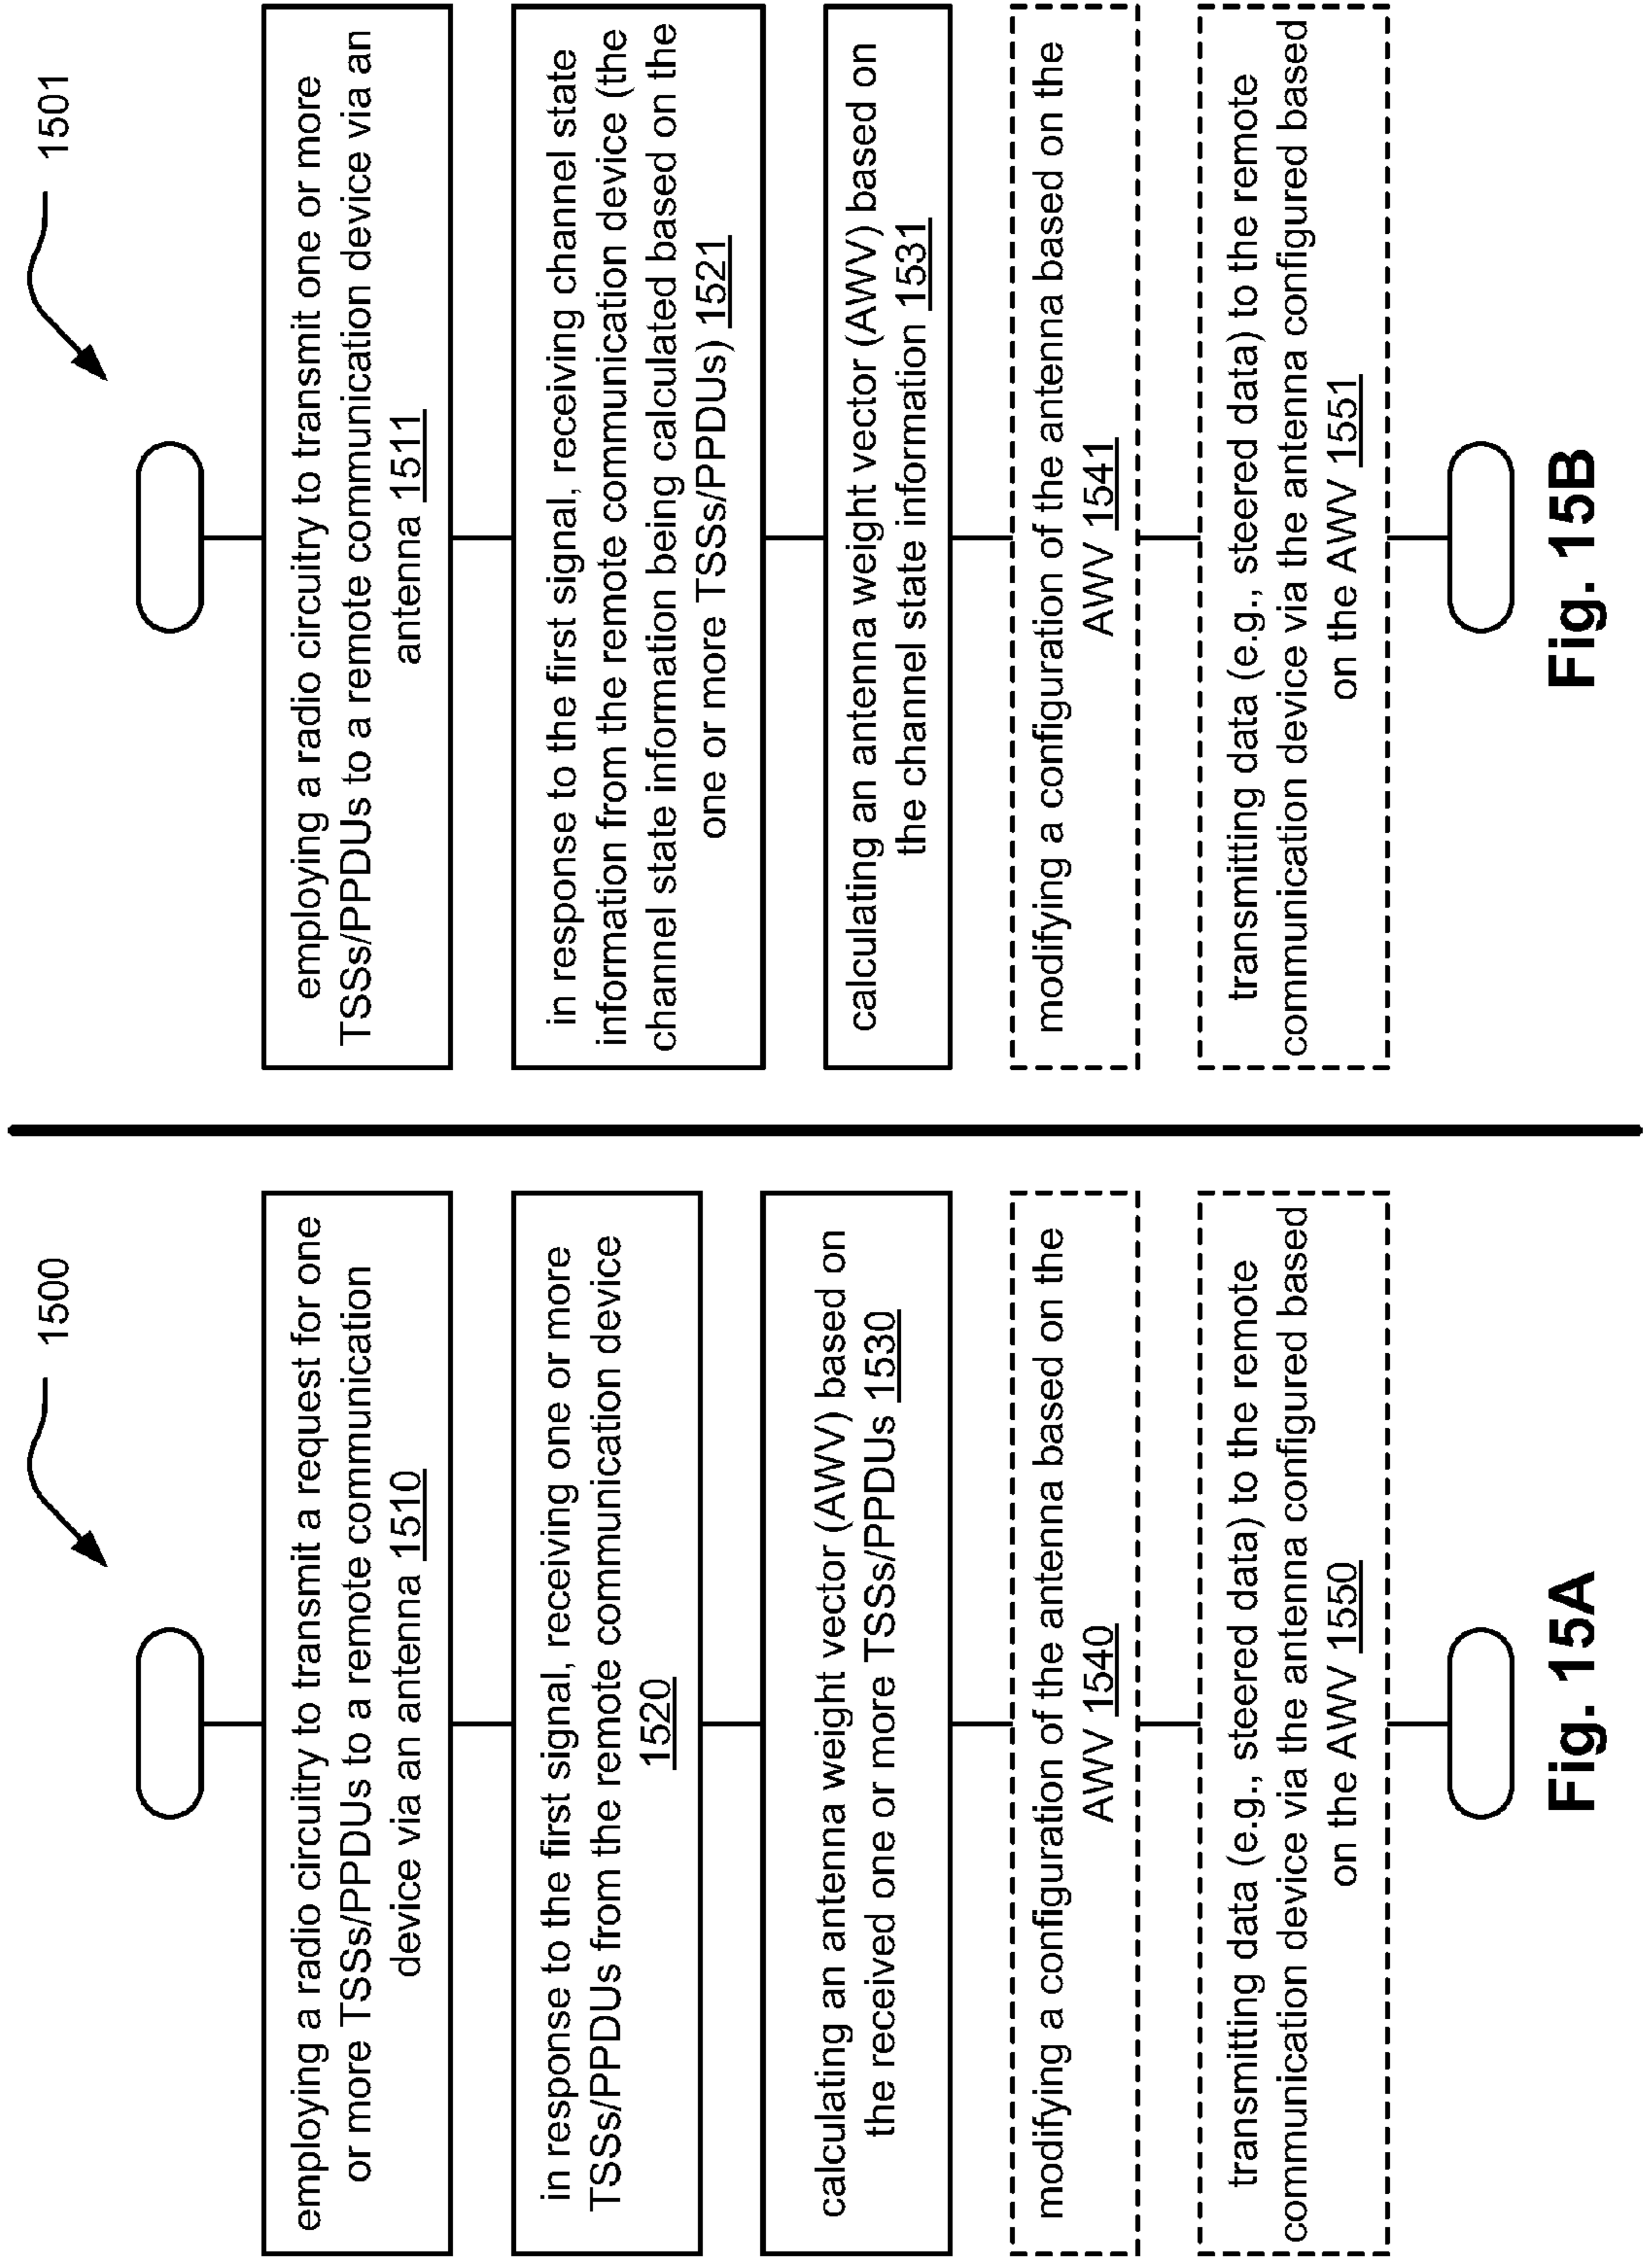 1500
employing a radio circuitry to transmit a request for one
or more TSSs/PPDUs to a remote communication
device via an antenna 1510
in response to the first signal, receiving one or more
TSSs/PPDUs from the remote communication device
1520
calculating an antenna weight vector (AWV) based on
the received one or more TSSs/PPDUs 1530
modifying a configuration of the antenna based on the
AWV 1540
transmitting data (e.g., steered data) to the remote
communication device via the antenna configured based
on the AWV 1550
Fig. 15A
1501
employing a radio circuitry to transmit one or more
TSSs/PPDUs to a remote communication device via an
antenna 1511
in response to the first signal, receiving channel state
information from the remote communication device (the
channel state information being calculated based on the
one or more TSSs/PPDUs) 1521
calculating an antenna weight vector (AWV) based on
the channel state information 1531
modifying a configuration of the antenna based on the
AWV 1541
transmitting data (e.g., steered data) to the remote
communication device via the antenna configured based
on the AWV 1551
Fig. 15B